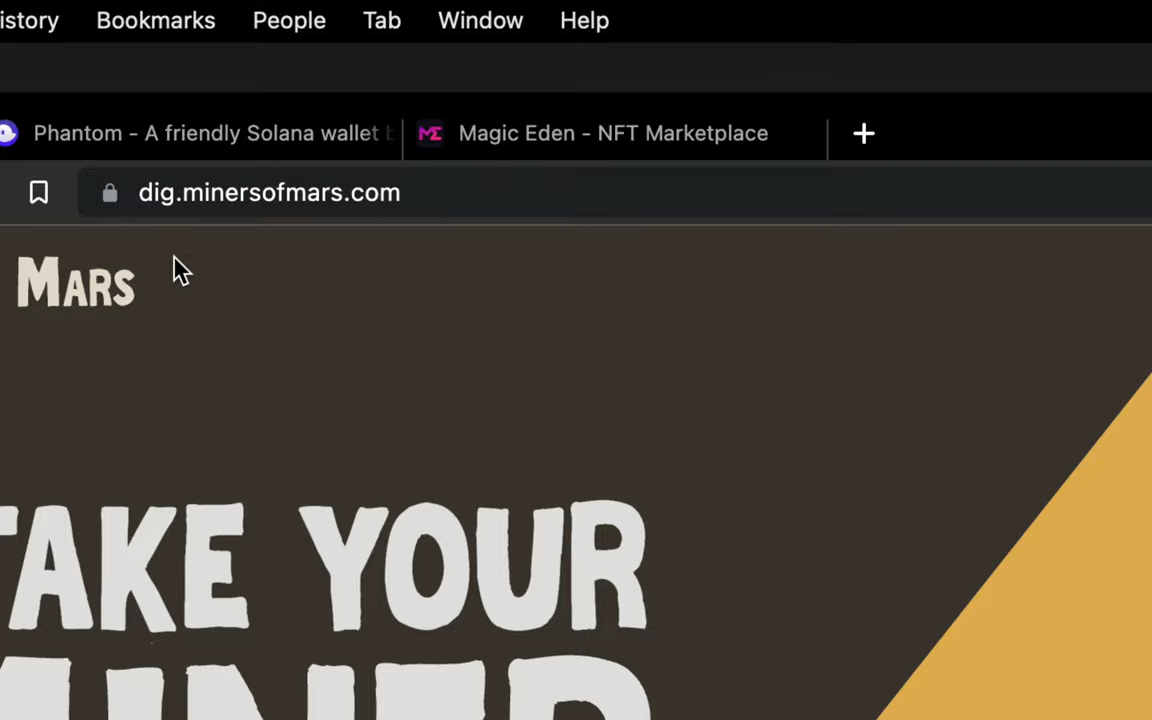 istory Bookmarks People Tab Window Help
Phantom - A friendly Solana wallet Magic Eden - NFT Marketplace +
dig.minersofmars.com
MARS
TAKE YOUR
MINER